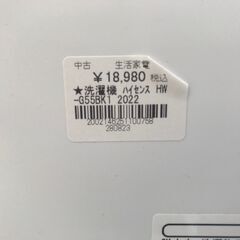 中古　生活家電
￥18,980 税込
★洗濯機 ハイセンス HW
-G55BK1 2022
2002146251100758
280823